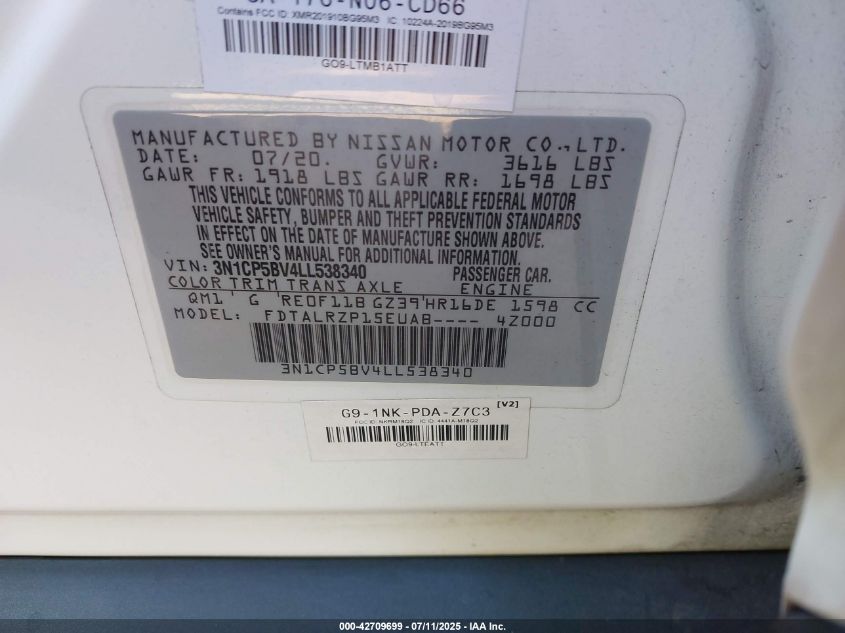 Contains FCC ID: XMR201910BG95M3 IC: 10224A-2019BG95M3
GO9-LTMB1ATT
MANUFACTURED BY NISSAN MOTOR CO., LTD.
DATE: 07/20. GVWR: 3616 LBS
GAWR FR: 1918 LBS GAWR RR: 1698 LBS
THIS VEHICLE CONFORMS TO ALL APPLICABLE FEDERAL MOTOR
VEHICLE SAFETY, BUMPER AND THEFT PREVENTION STANDARDS
IN EFFECT ON THE DATE OF MANUFACTURE SHOWN ABOVE.
SEE OWNER'S MANUAL FOR ADDITIONAL INFORMATION
VIN: 3N1CP5BV4LL538340 PASSENGER CAR.
COLOR TRIM TRANS AXLE ENGINE
QM1 G RE0F11B GZ39 HR16DE 1598 CC
MODEL: FDTALRZP15EUAB---- 4Z000
3N1CP5BV4LL538340
[V2]
G9-1NK-PDA-Z7C3
GO9-LTEATT
000-42709699 - 07/11/2025 - IAA Inc.